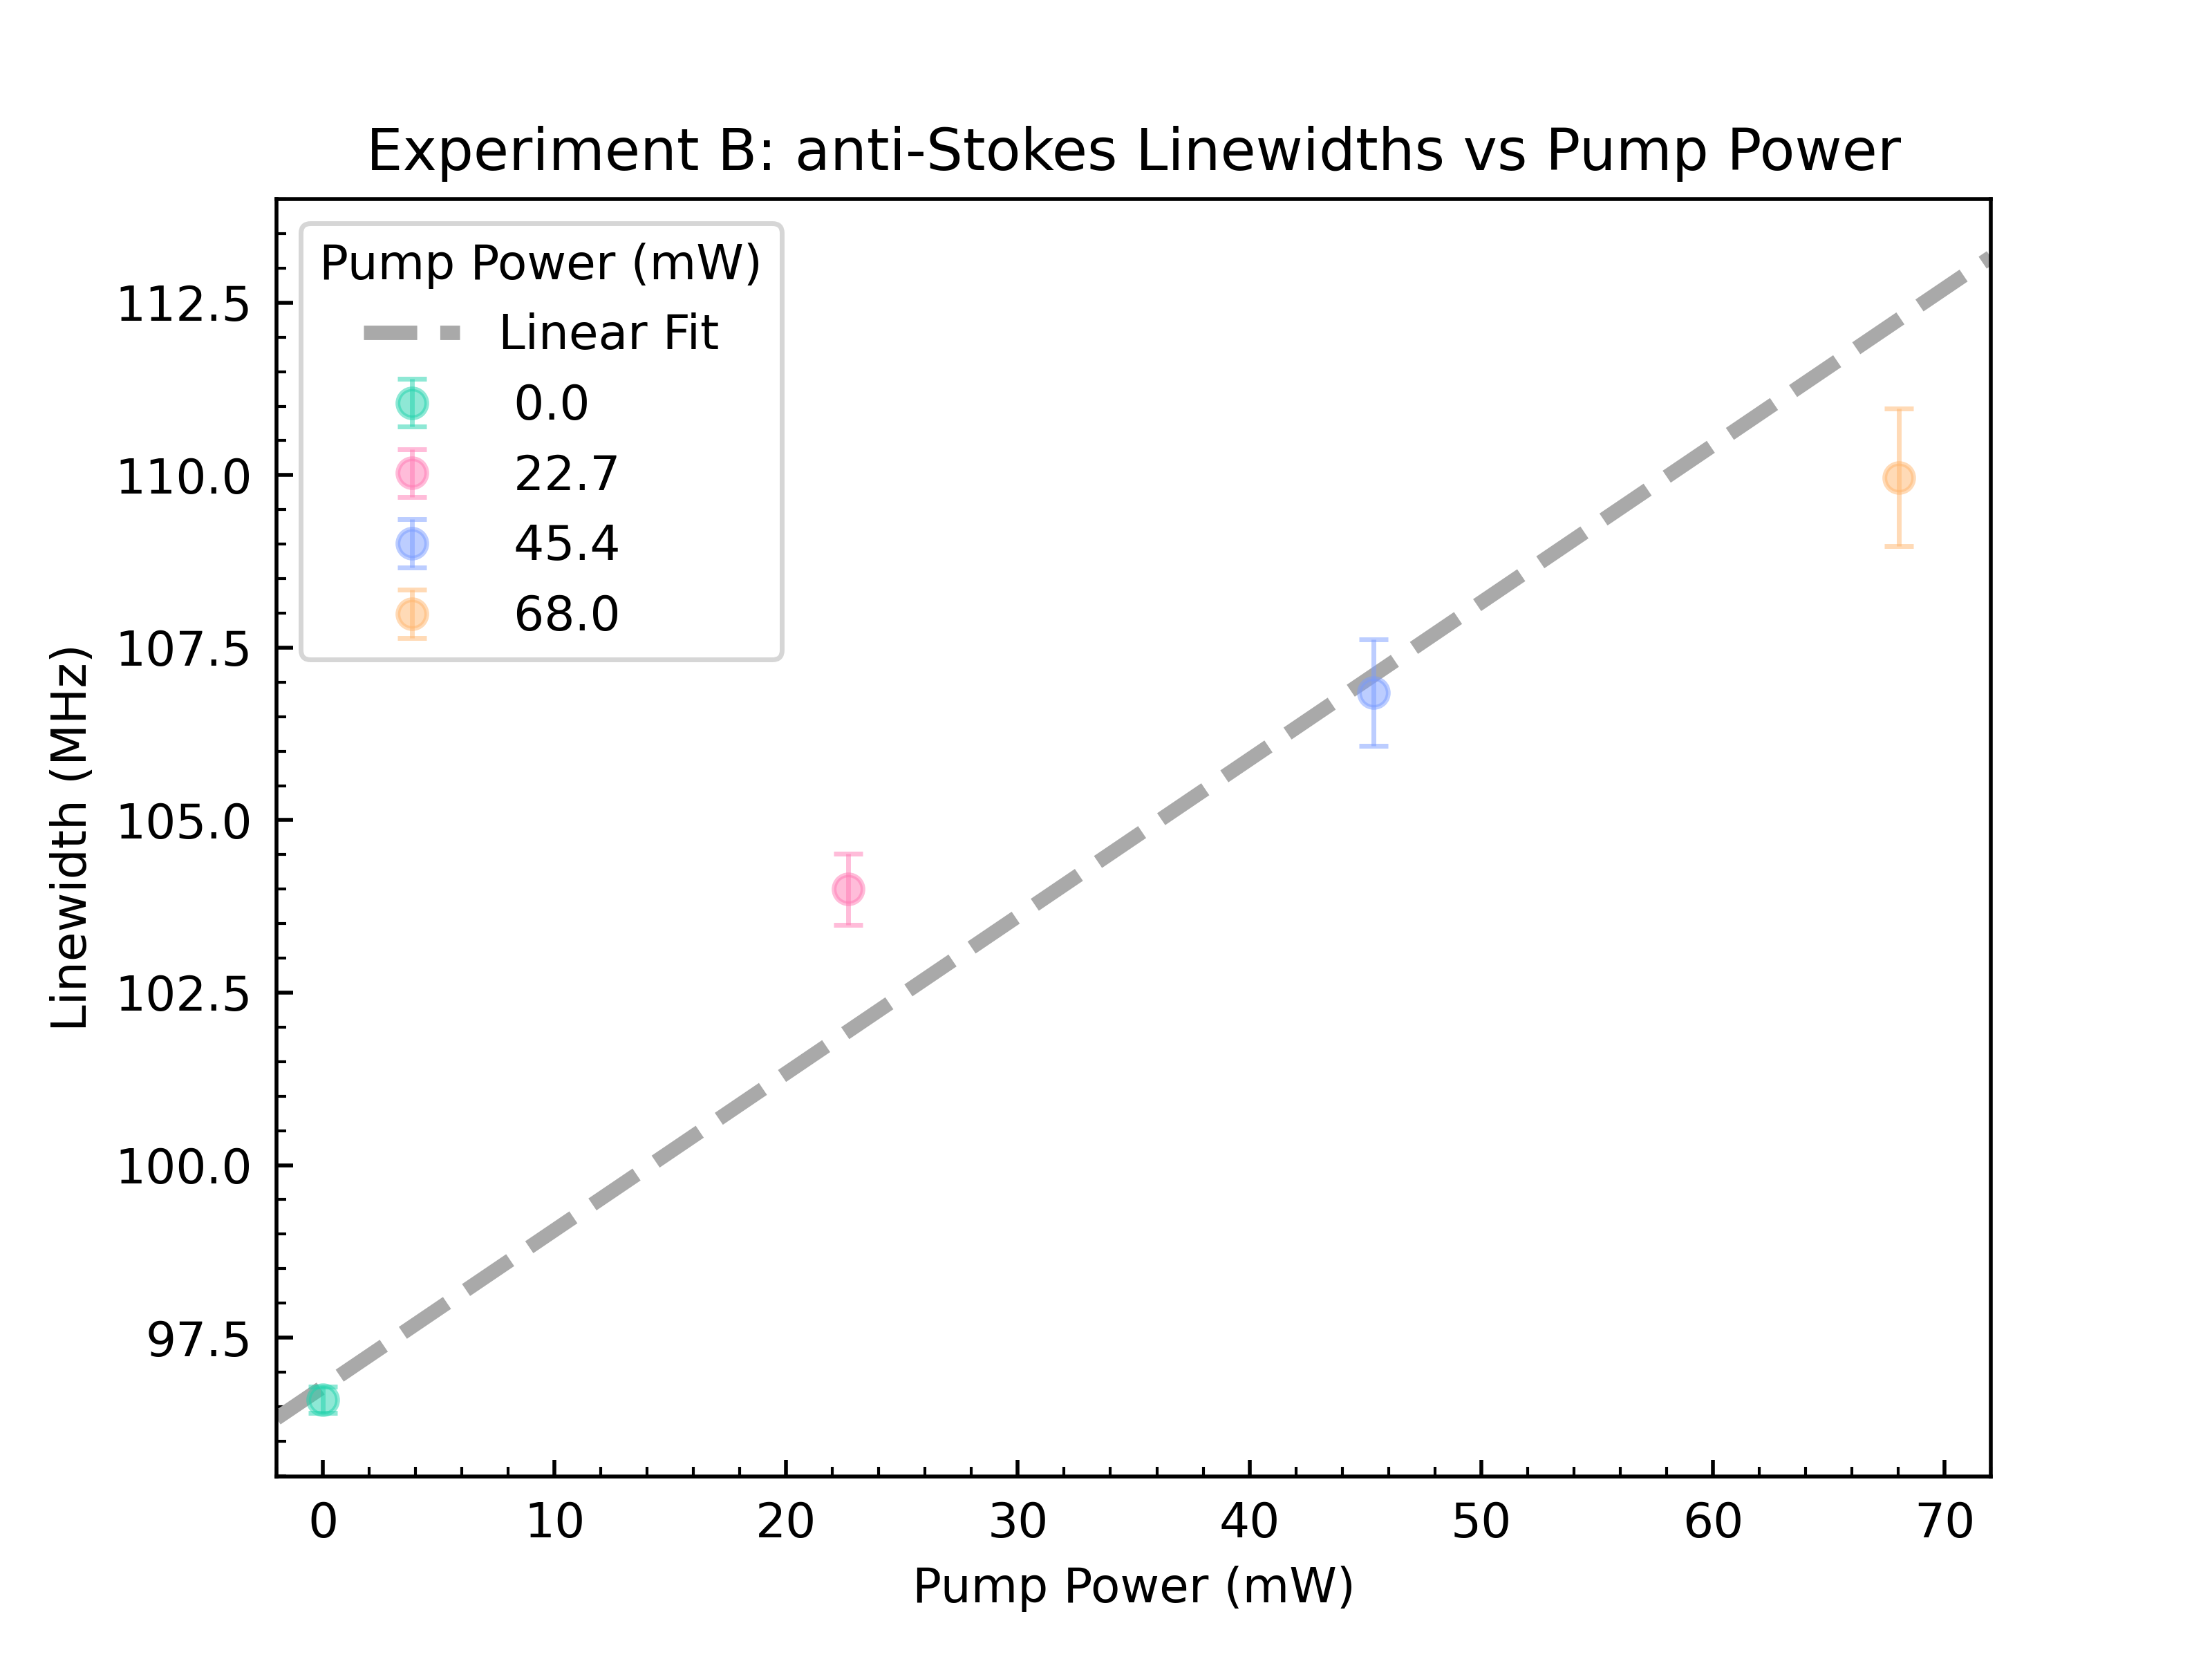 Experiment B: anti-Stokes Linewidths vs Pump Power
Pump Power (mW)
Linear Fit
0.0
22.7
45.4
68.0
Linewidth (MHz)
112.5
110.0
107.5
105.0
102.5
100.0
97.5
0 10 20 30 40 50 60 70
Pump Power (mW)